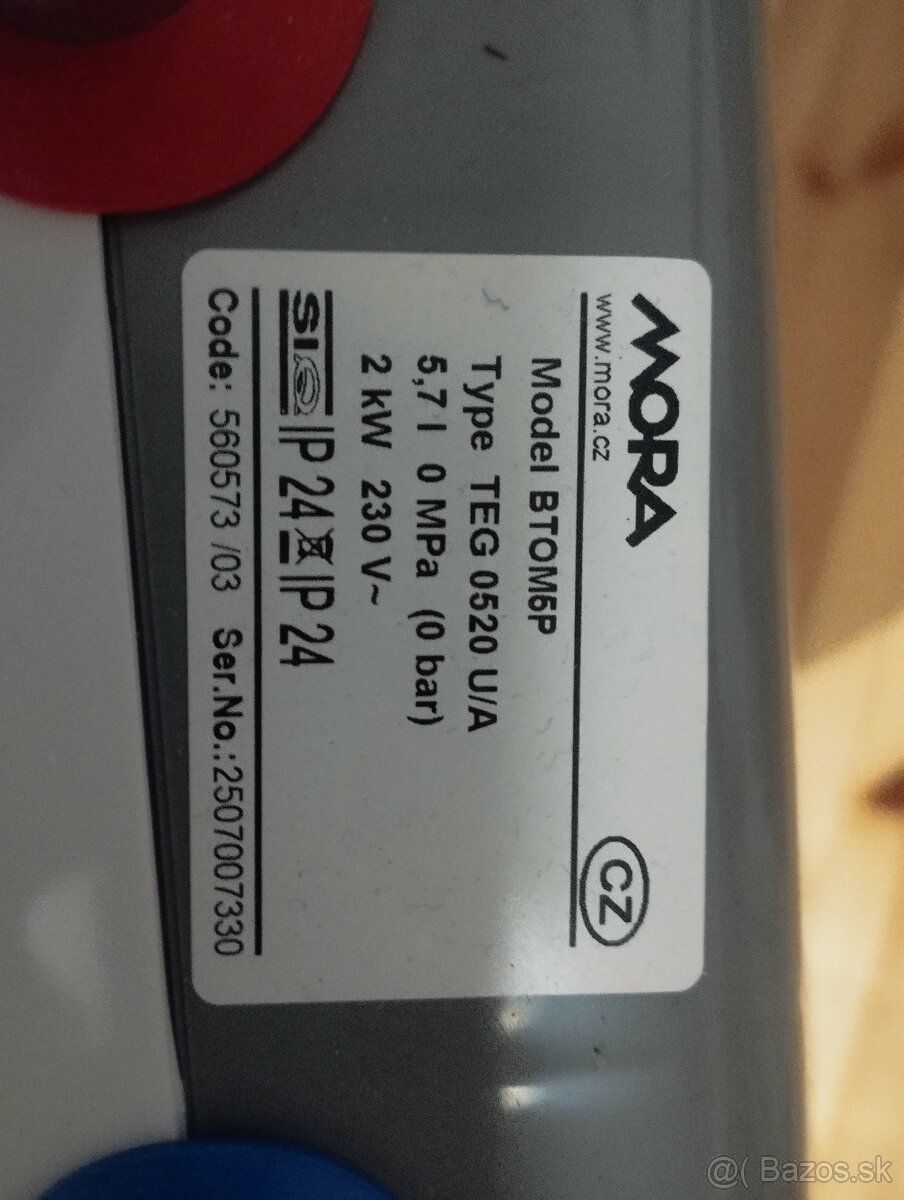 MORA
www.mora.cz
CZ
Model BTOM5P
Type TEG 0520 U/A
5,7 l 0 MPa (0 bar)
2 kW 230 V~
SIQ IP 24 IP 24
Code: 560573 /03 Ser.No.:2507007330
@( Bazos.sk